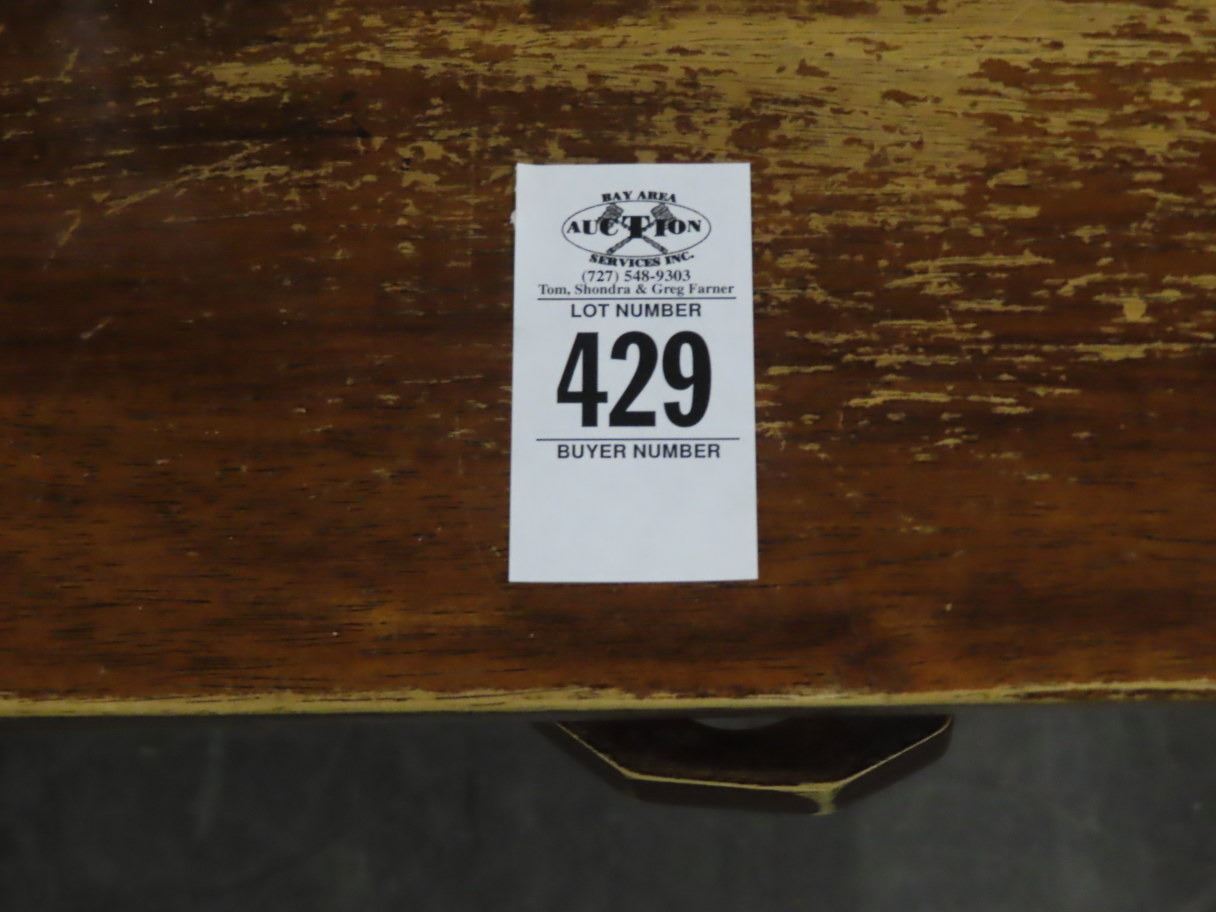 BAY AREA
AUCTION
SERVICES INC.
(727) 548-9303
Tom, Shondra & Greg Farner
LOT NUMBER
429
BUYER NUMBER